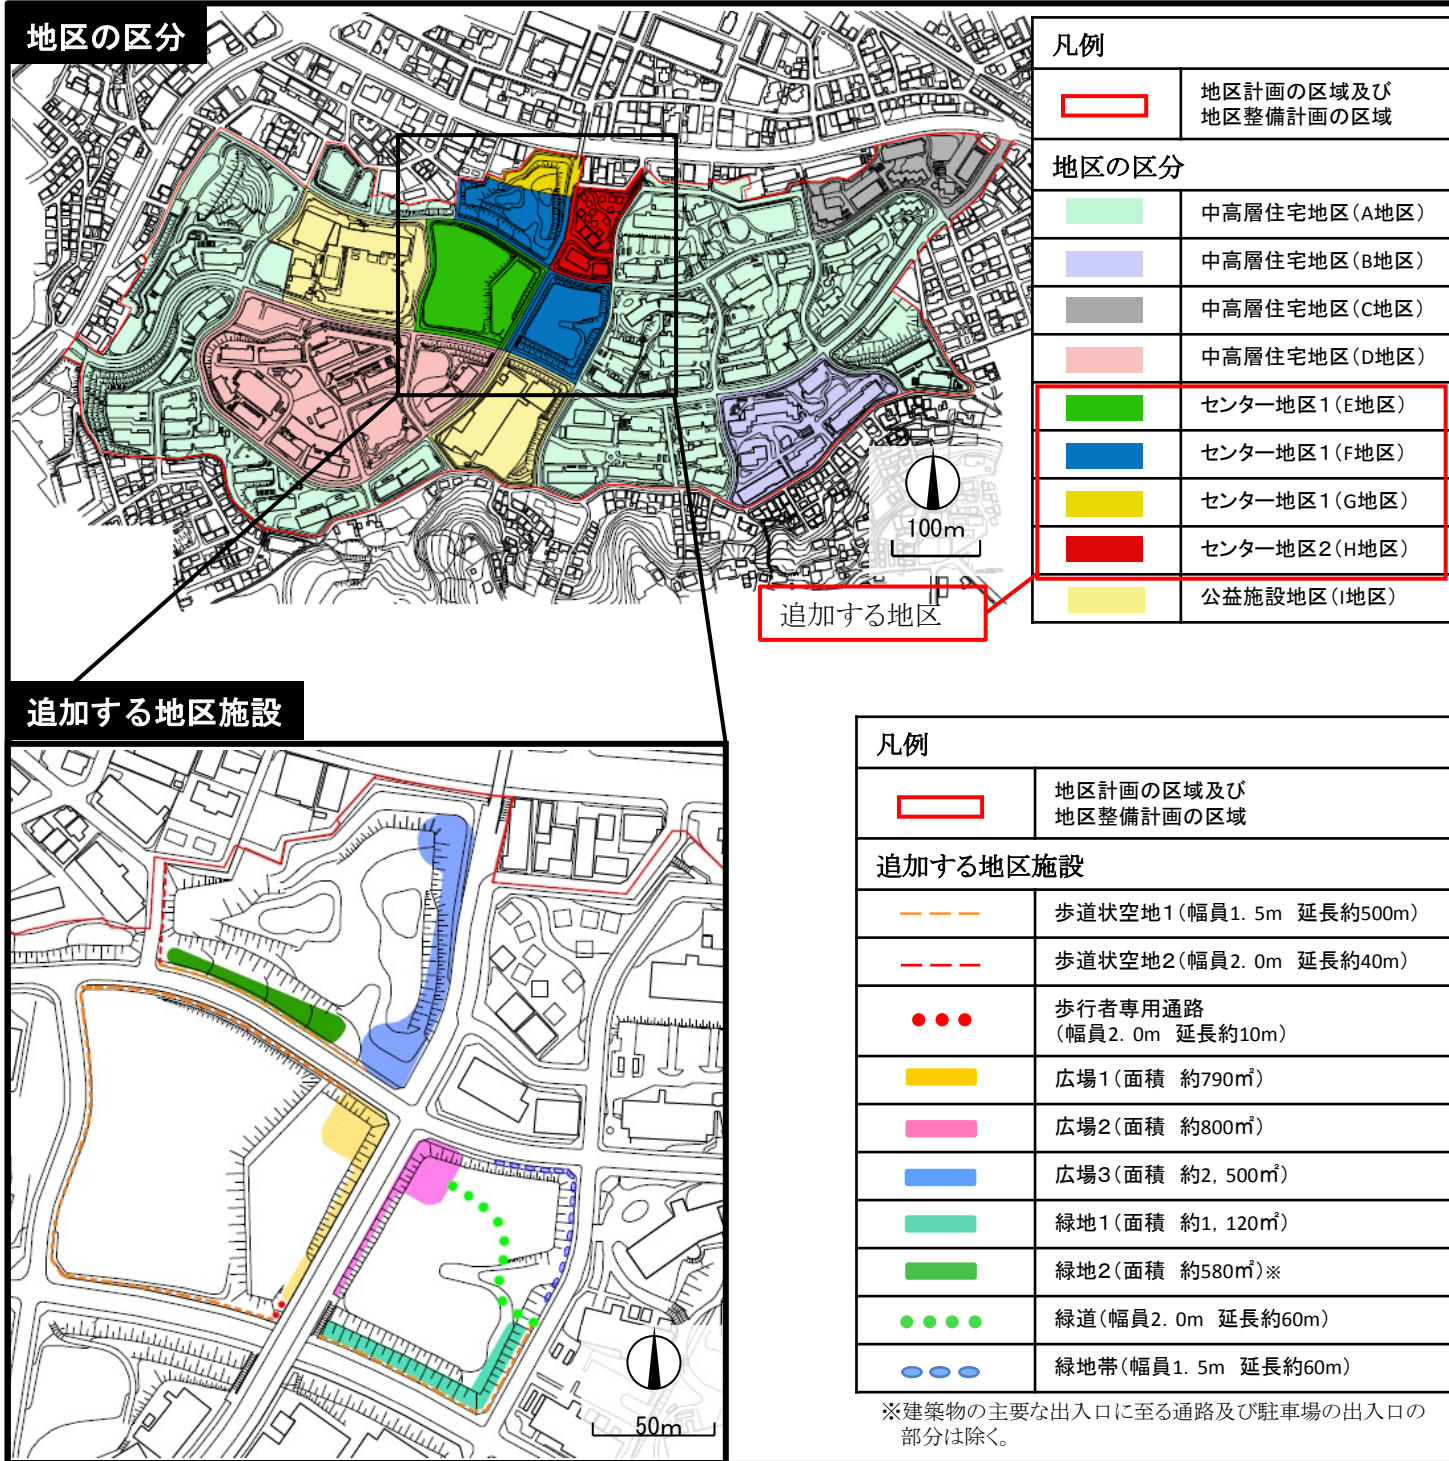 地区の区分
凡例
地区計画の区域及び
地区整備計画の区域
地区の区分
中高層住宅地区(A地区)
中高層住宅地区(B地区)
中高層住宅地区(C地区)
中高層住宅地区(D地区)
センター地区1(E地区)
センター地区1(F地区)
センター地区1(G地区)
センター地区2(H地区)
公益施設地区(I地区)
100m
追加する地区
追加する地区施設
50m
凡例
地区計画の区域及び
地区整備計画の区域
追加する地区施設
歩道状空地1(幅員1.5m 延長約500m)
歩道状空地2(幅員2.0m 延長約40m)
歩行者専用通路
(幅員2.0m 延長約10m)
広場1(面積 約790㎡)
広場2(面積 約800㎡)
広場3(面積 約2,500㎡)
緑地1(面積 約1,120㎡)
緑地2(面積 約580㎡)※
緑道(幅員2.0m 延長約60m)
緑地帯(幅員1.5m 延長約60m)
※建築物の主要な出入口に至る通路及び駐車場の出入口の
部分は除く。